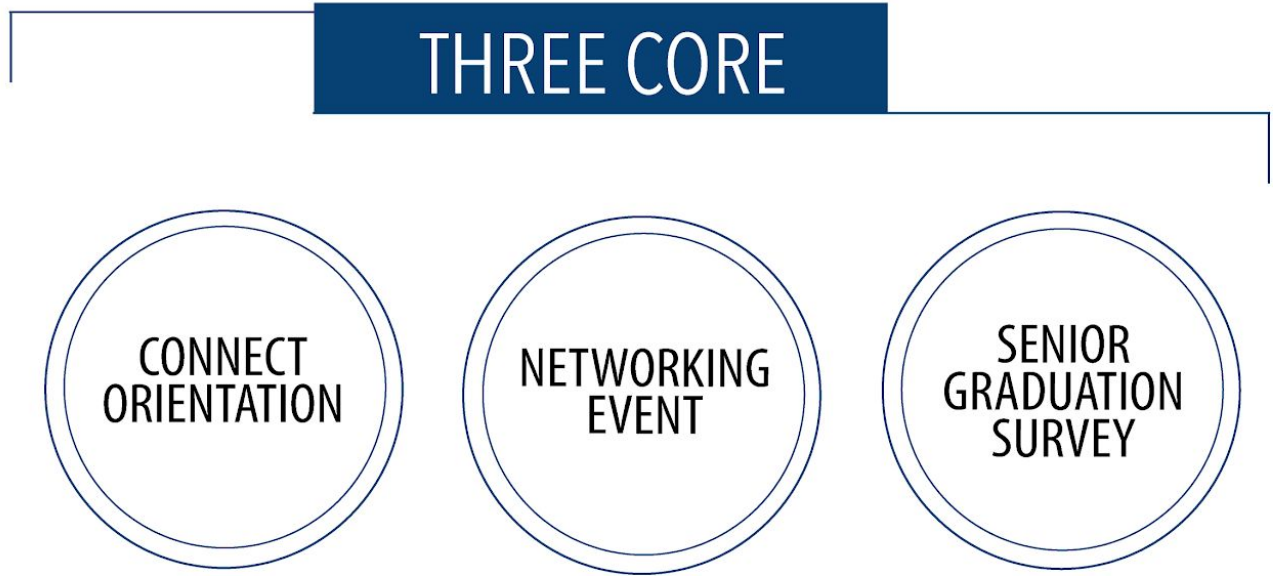 THREE CORE
CONNECT
ORIENTATION
NETWORKING
EVENT
SENIOR
GRADUATION
SURVEY